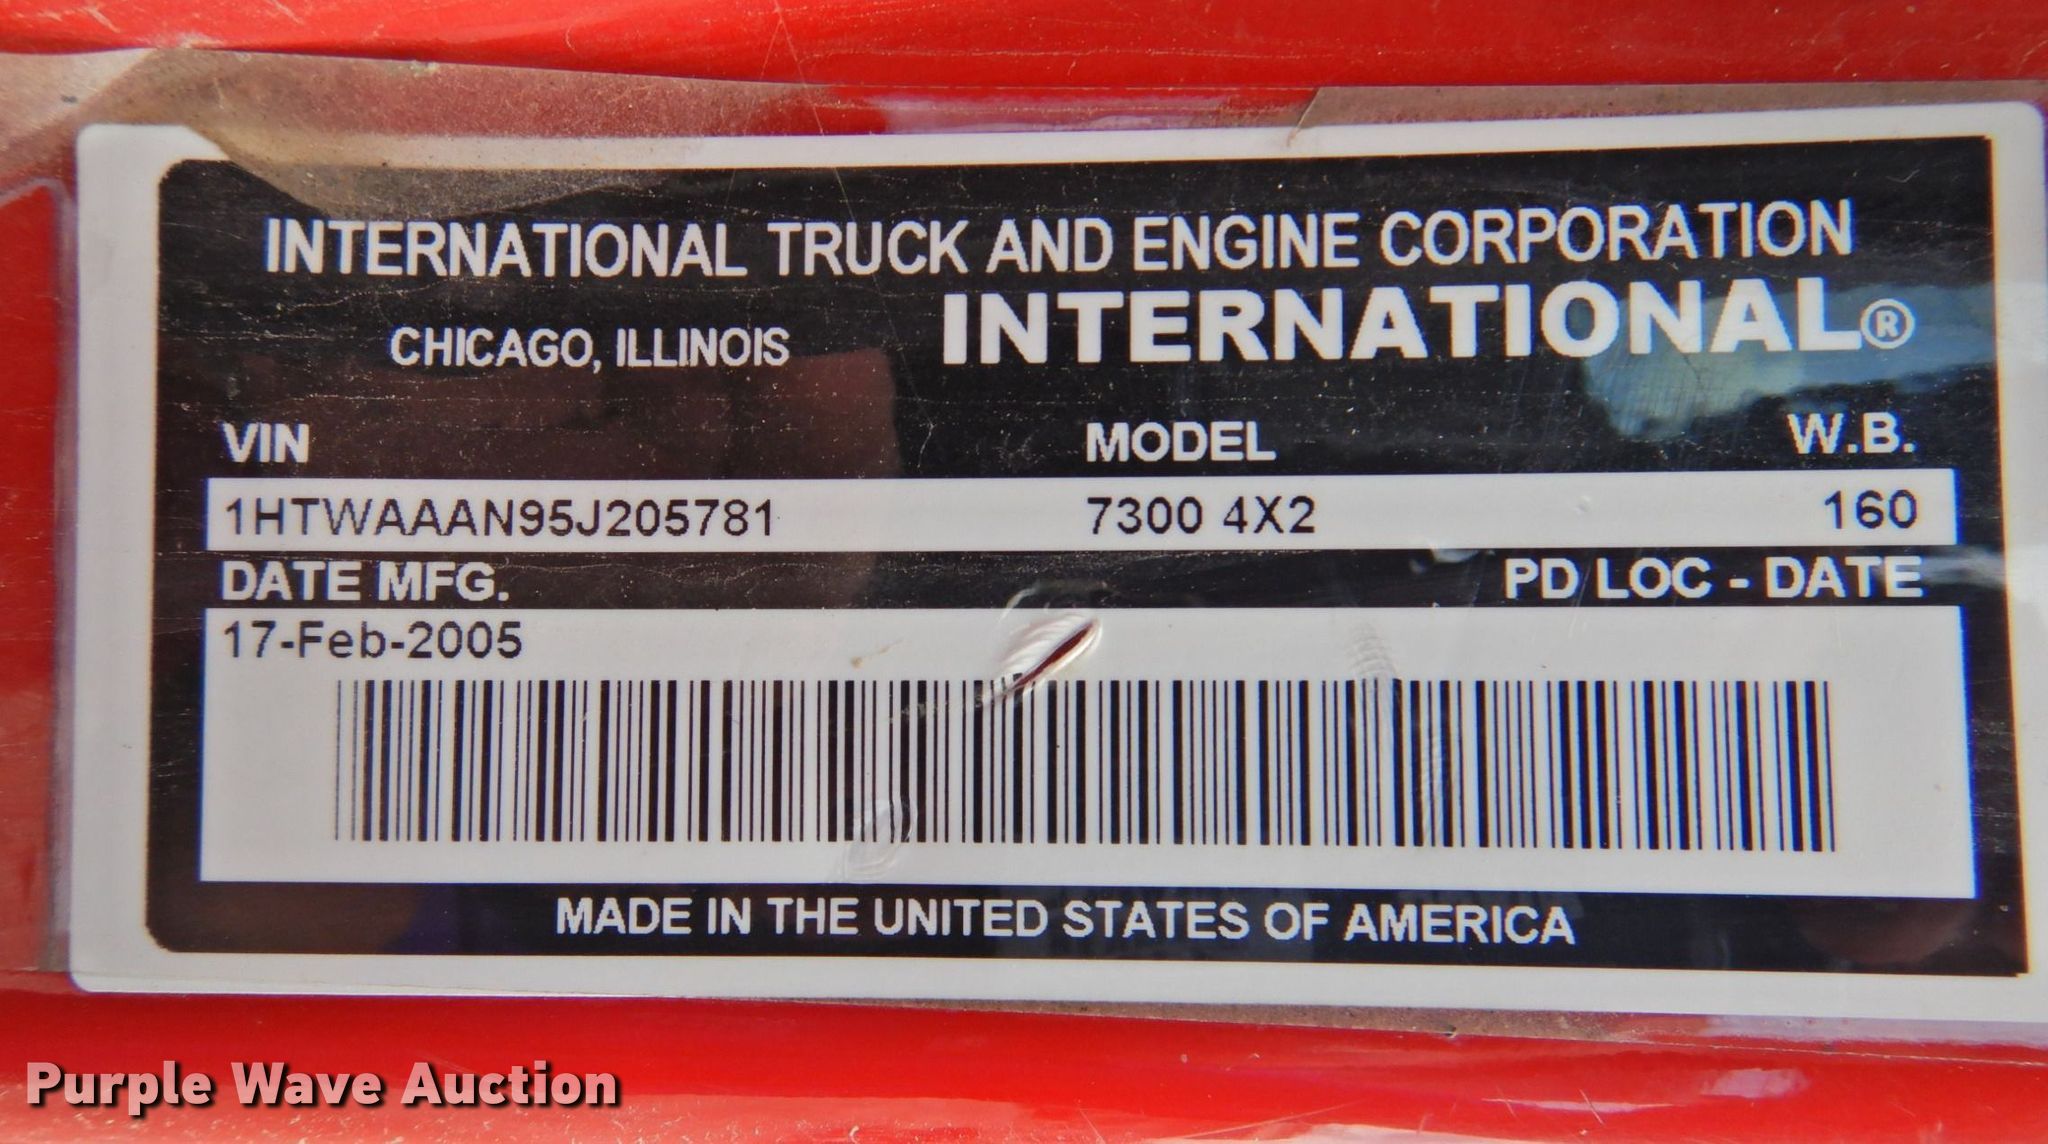 INTERNATIONAL TRUCK AND ENGINE CORPORATION
CHICAGO, ILLINOIS INTERNATIONAL®
VIN MODEL W.B.
1HTWAAAN95J205781 7300 4X2 160
DATE MFG. PD LOC - DATE
17-Feb-2005
MADE IN THE UNITED STATES OF AMERICA
Purple Wave Auction